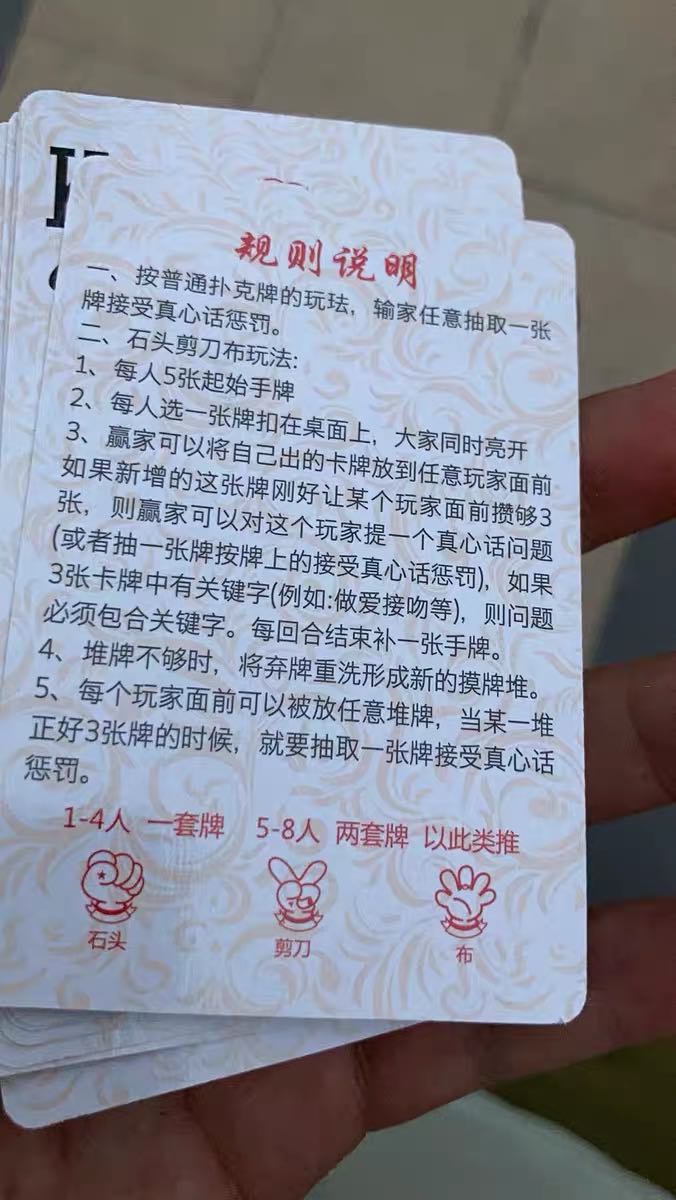 规则说明
一、按普通扑克牌的玩珐，输家任意抽取一张
牌接受真心话惩罚。
二、石头剪刀布玩法:
1、每人5张起始手牌
2、每人选一张牌扣在桌面上，大家同时亮开
3、赢家可以将自己出的卡牌放到任意玩家面前
如果新增的这张牌刚好让某个玩家面前攒够3
张，则赢家可以对这个玩家提一个真心话问题
(或者抽一张牌按牌上的接受真心话惩罚)，如果
3张卡牌中有关键字(例如:做爱接吻等)，则问题
必须包合关键字。每回合结束补一张手牌。
4、堆牌不够时，将弃牌重洗形成新的摸牌堆。
5、每个玩家面前可以被放任意堆牌，当某一堆
正好3张牌的时候，就要抽取一张牌接受真心话
惩罚。
1-4人 一套牌 5-8人 两套牌 以此类推
石头 剪刀 布